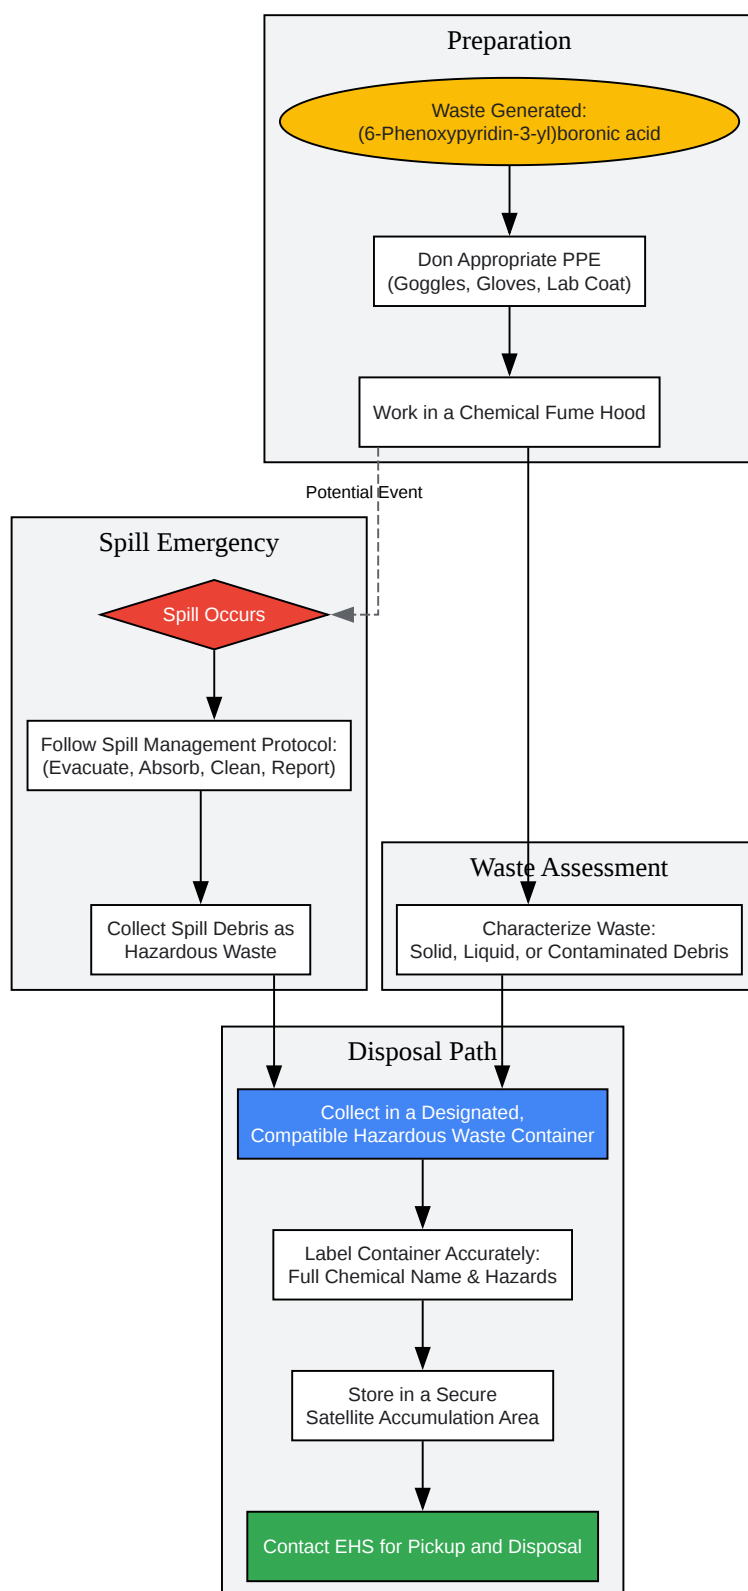 Preparation
Waste Generated:
(6-Phenoxypyridin-3-yl)boronic acid
Don Appropriate PPE
(Goggles, Gloves, Lab Coat)
Work in a Chemical Fume Hood
Potential Event
Spill Emergency
Spill Occurs
Follow Spill Management Protocol:
(Evacuate, Absorb, Clean, Report)
Collect Spill Debris as
Hazardous Waste
Waste Assessment
Characterize Waste:
Solid, Liquid, or Contaminated Debris
Disposal Path
Collect in a Designated,
Compatible Hazardous Waste Container
Label Container Accurately:
Full Chemical Name & Hazards
Store in a Secure
Satellite Accumulation Area
Contact EHS for Pickup and Disposal